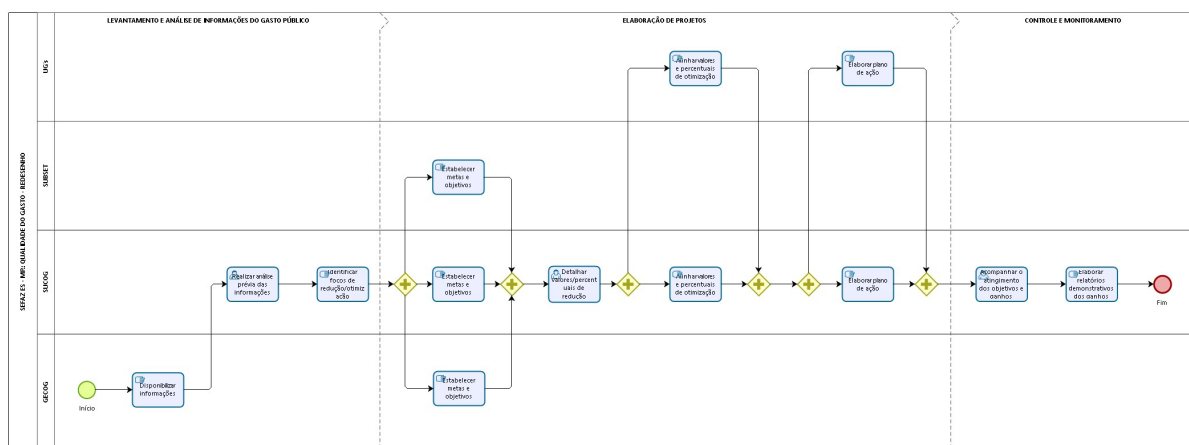 LEVANTAMENTO E ANÁLISE DE INFORMAÇÕES DO GASTO PÚBLICO
ELABORAÇÃO DE PROJETOS
CONTROLE E MONITORAMENTO
SEFAZ ES - MP: QUALIDADE DO GASTO - REDESENHO
UG's
Alinhar valores
e percentuais
de otimização
Elaborar plano
de ação
SUBSET
Estabelecer
metas e
objetivos
SUCOG
Realizar análise
prévia das
informações
Identificar
focos de
redução/otimiz
ação
Estabelecer
metas e
objetivos
Detalhar
valores/percent
uais de
redução
Alinhar valores
e percentuais
de otimização
Elaborar plano
de ação
Acompanhar o
atingimento
dos objetivos e
ganhos
Elaborar
relatórios
demonstrativos
dos ganhos
Fim
GECOG
Início
Disponibilizar
informações
Estabelecer
metas e
objetivos